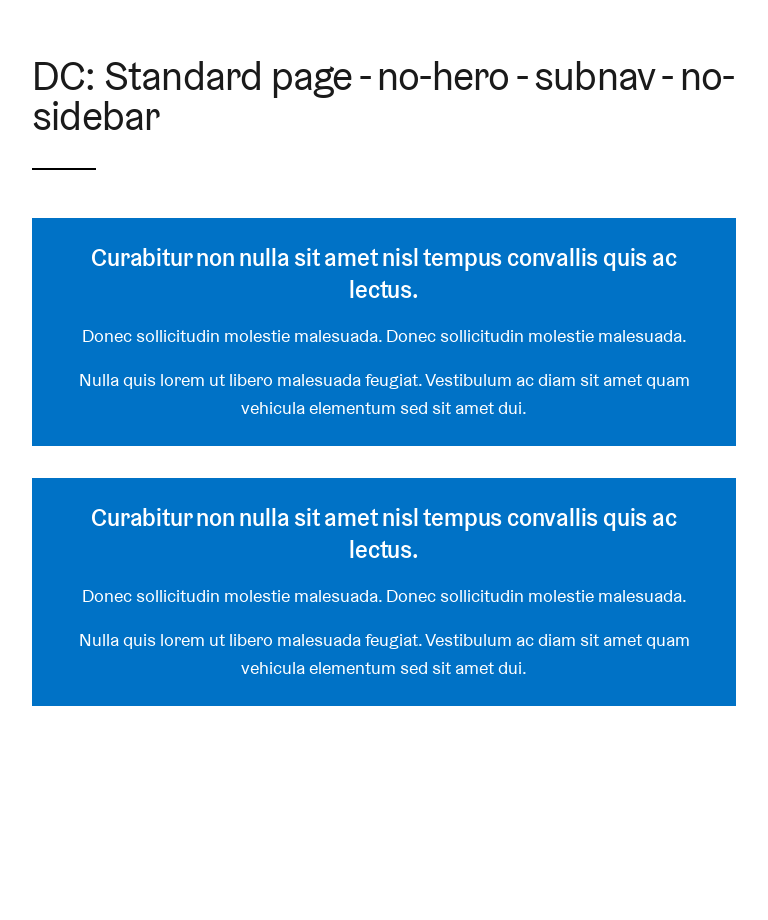 DC: Standard page - no-hero - subnav - no-
sidebar
Curabitur non nulla sit amet nisl tempus convallis quis ac
lectus.
Donec sollicitudin molestie malesuada. Donec sollicitudin molestie malesuada.
Nulla quis lorem ut libero malesuada feugiat. Vestibulum ac diam sit amet quam
vehicula elementum sed sit amet dui.
Curabitur non nulla sit amet nisl tempus convallis quis ac
lectus.
Donec sollicitudin molestie malesuada. Donec sollicitudin molestie malesuada.
Nulla quis lorem ut libero malesuada feugiat. Vestibulum ac diam sit amet quam
vehicula elementum sed sit amet dui.